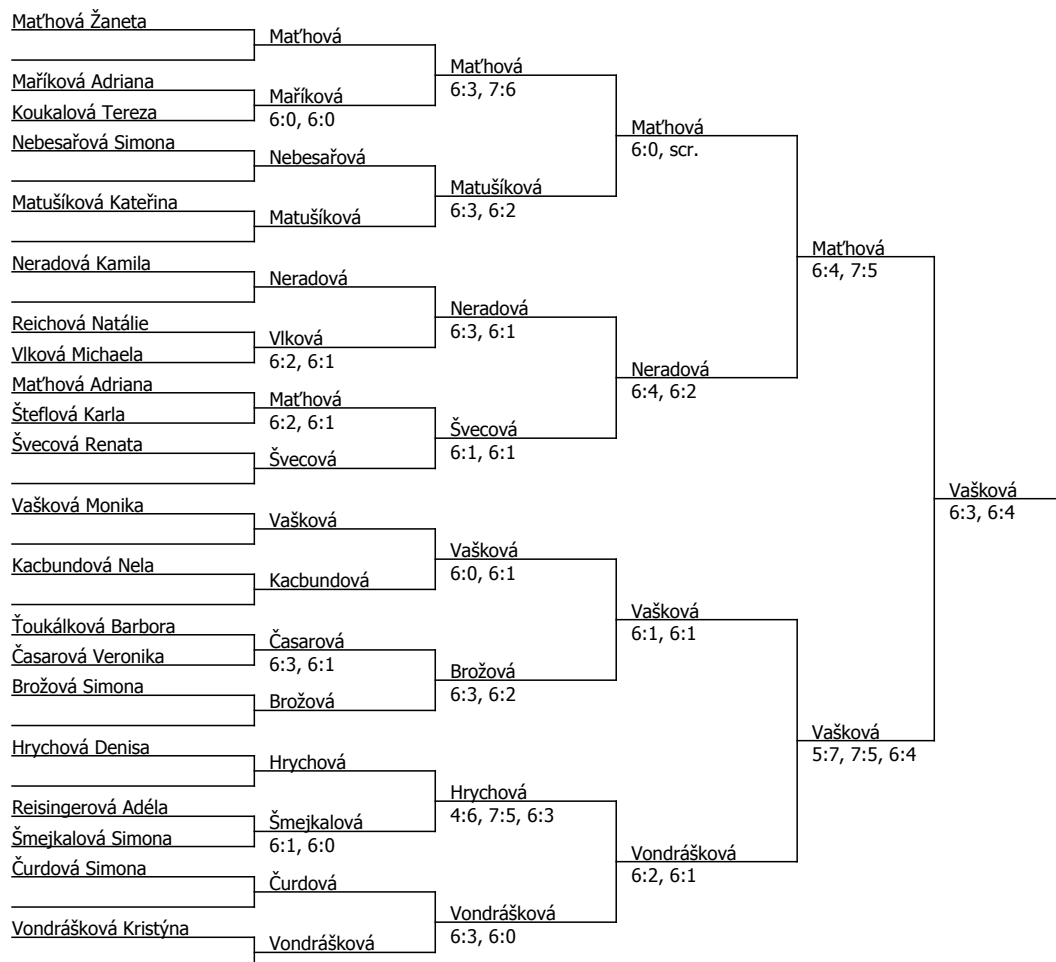 Maťhová Žaneta
Maříková Adriana
Koukalová Tereza
Nebesařová Simona
Matušíková Kateřina
Neradová Kamila
Reichová Natálie
Vlková Michaela
Maťhová Adriana
Šteflová Karla
Švecová Renata
Vašková Monika
Kacbundová Nela
Ťoukálková Barbora
Časarová Veronika
Brožová Simona
Hrychová Denisa
Reisingerová Adéla
Šmejkalová Simona
Čurdová Simona
Vondrášková Kristýna
Maťhová
Maříková
6:0, 6:0
Nebesařová
Matušíková
Neradová
Vlková
6:2, 6:1
Maťhová
6:2, 6:1
Švecová
Vašková
Kacbundová
Časarová
6:3, 6:1
Brožová
Hrychová
Šmejkalová
6:1, 6:0
Čurdová
Vondrášková
Maťhová
6:3, 7:6
Matušíková
6:3, 6:2
Neradová
6:3, 6:1
Švecová
6:1, 6:1
Vašková
6:0, 6:1
Brožová
6:3, 6:2
Hrychová
4:6, 7:5, 6:3
Vondrášková
6:3, 6:0
Maťhová
6:0, scr.
Neradová
6:4, 6:2
Vašková
6:1, 6:1
Vondrášková
6:2, 6:1
Maťhová
6:4, 7:5
Vašková
5:7, 7:5, 6:4
Vašková
6:3, 6:4